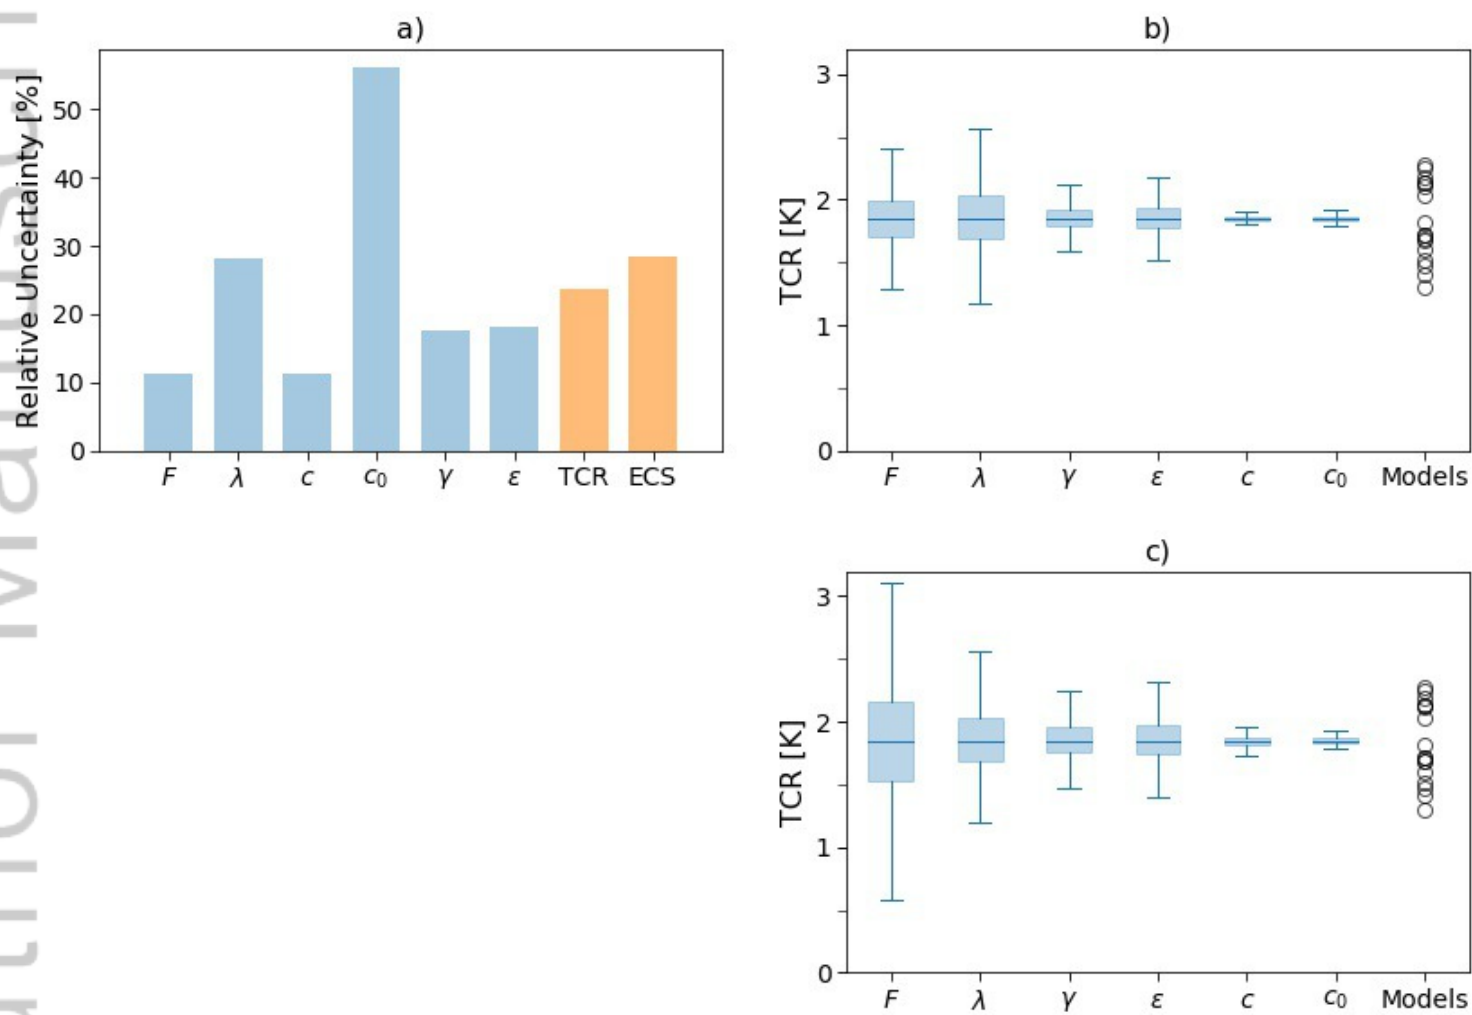 a)
Relative Uncertainty [%]
50
40
30
20
10
0
F λ c c₀ γ ε TCR ECS
b)
TCR [K]
3
2
1
0
F λ γ ε c c₀ Models
c)
TCR [K]
3
2
1
0
F λ γ ε c c₀ Models